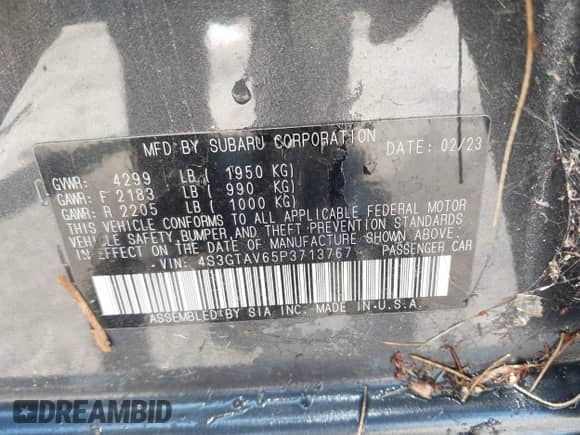 MFD BY SUBARU CORPORATION DATE: 02/23
GVWR: 4299 LB ( 1950 KG)
GAWR: F 2183 LB ( 990 KG)
GAWR: R 2205 LB ( 1000 KG)
THIS VEHICLE CONFORMS TO ALL APPLICABLE FEDERAL MOTOR
VEHICLE SAFETY, BUMPER AND THEFT PREVENTION STANDARDS
IN EFFECT ON THE DATE OF MANUFACTURE SHOWN ABOVE.
VIN: 4S3GTAV65P3713767 PASSENGER CAR
ASSEMBLED BY SIA INC. MADE IN U.S.A.
DREAMBID